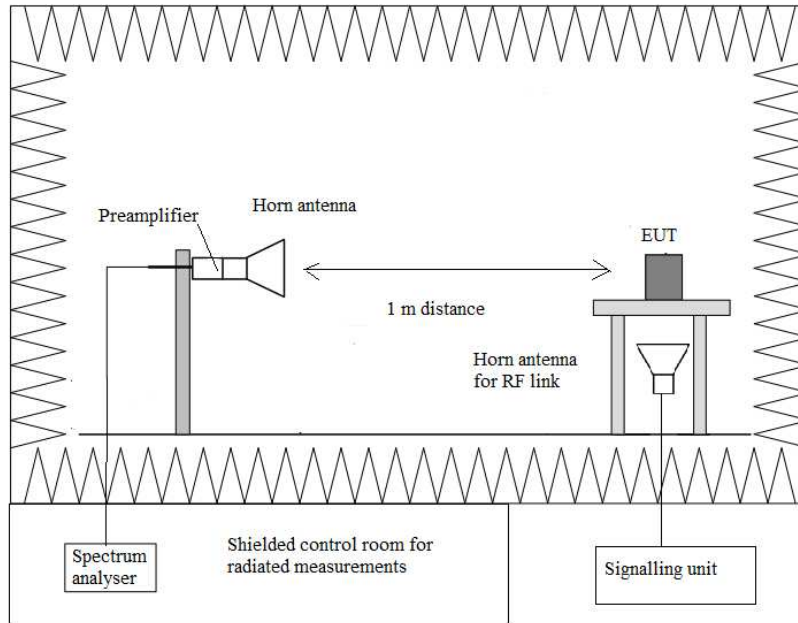 Preamplifier
Horn antenna
EUT
1 m distance
Horn antenna
for RF link
Spectrum
analyser
Shielded control room for
radiated measurements
Signalling unit